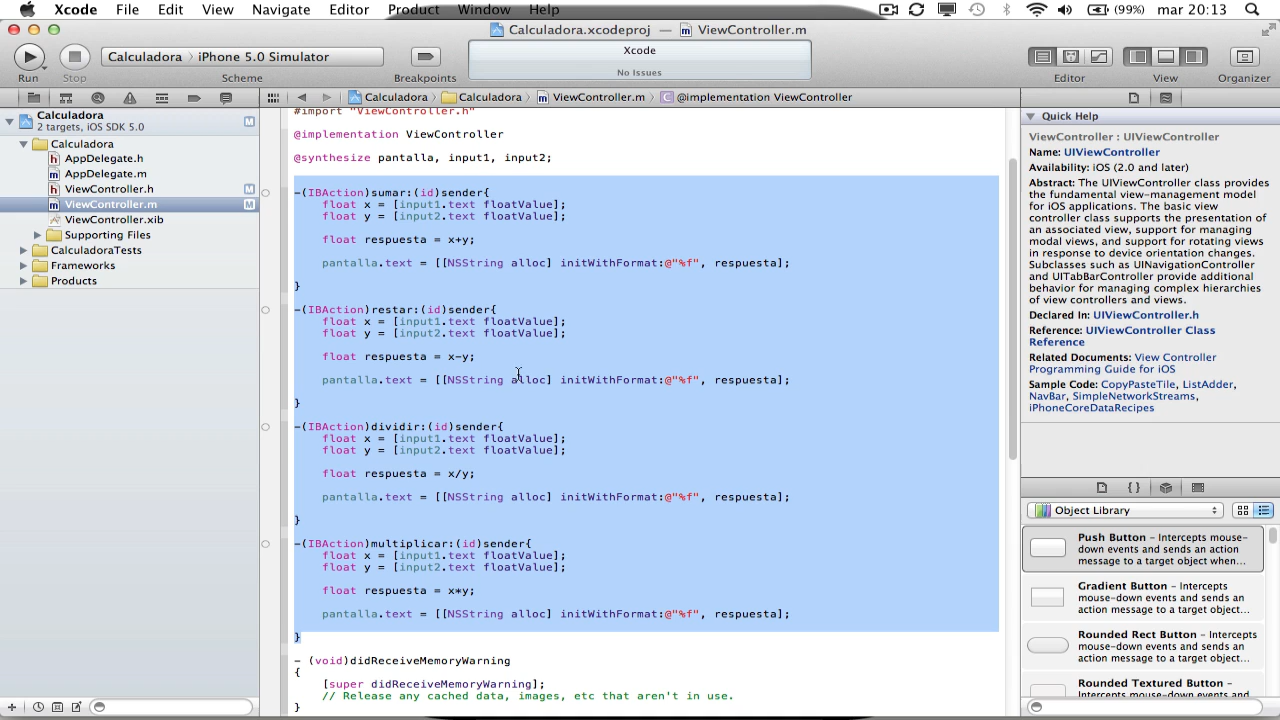 Xcode File Edit View Navigate Editor Product Window Help (99%) mar 20:13
Calculadora.xcodeproj — ViewController.m
Run Stop Calculadora › iPhone 5.0 Simulator Scheme Breakpoints
Xcode
No Issues
Editor View Organizer
Calculadora › Calculadora › ViewController.m › @implementation ViewController
Calculadora M
2 targets, iOS SDK 5.0
Calculadora
AppDelegate.h
AppDelegate.m
ViewController.h M
ViewController.m M
ViewController.xib
Supporting Files
CalculadoraTests
Frameworks
Products
#import "ViewController.h"
@implementation ViewController
@synthesize pantalla, input1, input2;
-(IBAction)sumar:(id)sender{
float x = [input1.text floatValue];
float y = [input2.text floatValue];
float respuesta = x+y;
pantalla.text = [[NSString alloc] initWithFormat:@"%f", respuesta];
}
-(IBAction)restar:(id)sender{
float x = [input1.text floatValue];
float y = [input2.text floatValue];
float respuesta = x-y;
pantalla.text = [[NSString alloc] initWithFormat:@"%f", respuesta];
}
-(IBAction)dividir:(id)sender{
float x = [input1.text floatValue];
float y = [input2.text floatValue];
float respuesta = x/y;
pantalla.text = [[NSString alloc] initWithFormat:@"%f", respuesta];
}
-(IBAction)multiplicar:(id)sender{
float x = [input1.text floatValue];
float y = [input2.text floatValue];
float respuesta = x*y;
pantalla.text = [[NSString alloc] initWithFormat:@"%f", respuesta];
}
- (void)didReceiveMemoryWarning
{
[super didReceiveMemoryWarning];
// Release any cached data, images, etc that aren't in use.
}
Quick Help
ViewController : UIViewController
Name: UIViewController
Availability: iOS (2.0 and later)
Abstract: The UIViewController class provides
the fundamental view-management model
for iOS applications. The basic view
controller class supports the presentation of
an associated view, support for managing
modal views, and support for rotating views
in response to device orientation changes.
Subclasses such as UINavigationController
and UITabBarController provide additional
behavior for managing complex hierarchies
of view controllers and views.
Declared In: UIViewController.h
Reference: UIViewController Class
Reference
Related Documents: View Controller
Programming Guide for iOS
Sample Code: CopyPasteTile, ListAdder,
NavBar, SimpleNetworkStreams,
iPhoneCoreDataRecipes
Object Library
Push Button – Intercepts mouse-
down events and sends an action
message to a target object when...
Gradient Button – Intercepts
mouse-down events and sends an
action message to a target object...
Rounded Rect Button – Intercepts
mouse-down events and sends an
action message to a target object...
Rounded Textured Button –
Intercepts mouse-down events and